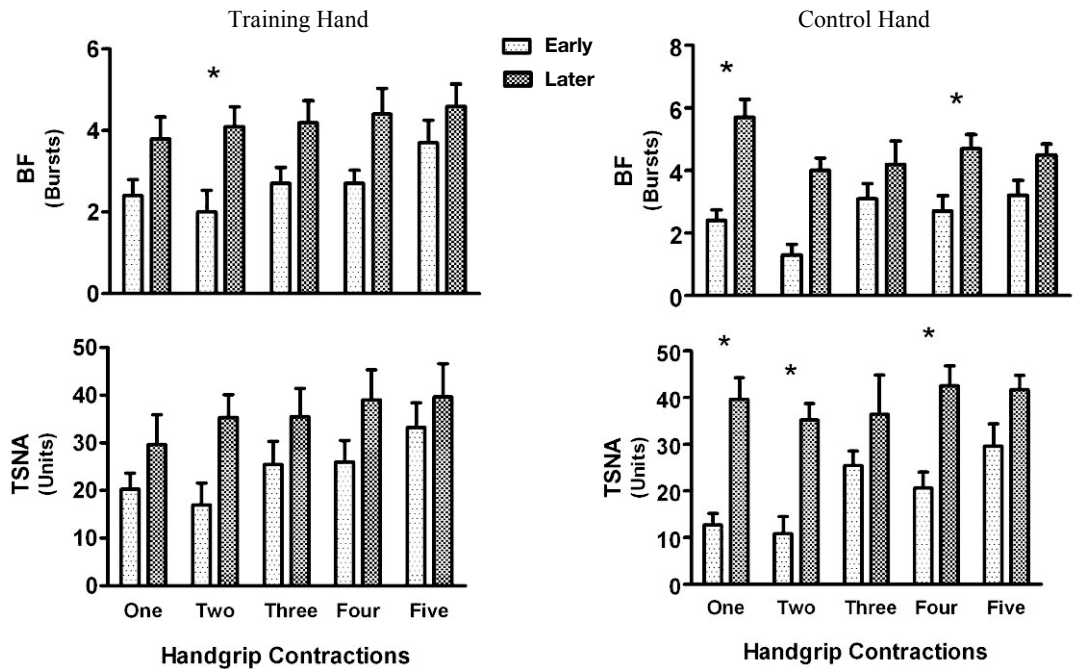 Training Hand
Control Hand
Early
Later
6
4
2
0
BF
(Bursts)
*
8
6
4
2
0
BF
(Bursts)
*
*
50
40
30
20
10
0
TSNA
(Units)
One Two Three Four Five
Handgrip Contractions
50
40
30
20
10
0
TSNA
(Units)
*
*
*
One Two Three Four Five
Handgrip Contractions